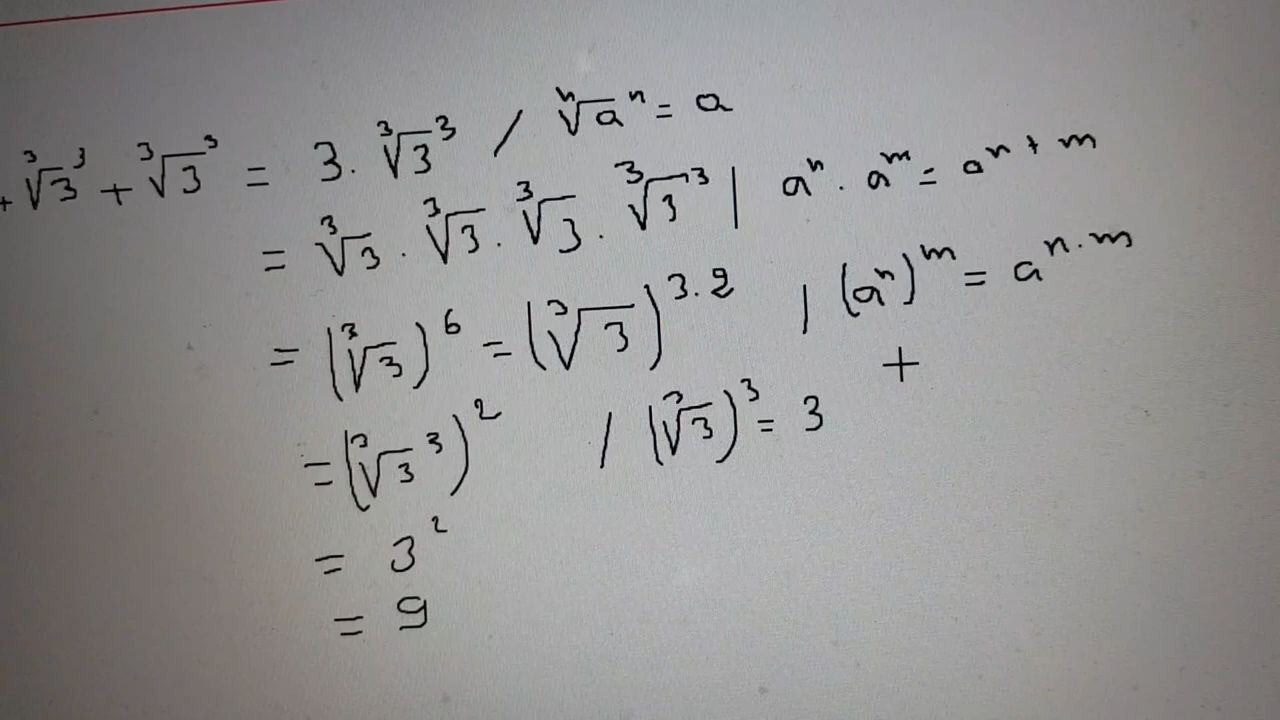 + ∛3³ + ∛3³ = 3 · ∛3³ / ⁿ√aⁿ = a
= ∛3 · ∛3 · ∛3 · ∛3³ | aⁿ · aᵐ = aⁿ⁺ᵐ
= (∛3)⁶ = (∛3)³·² / (aⁿ)ᵐ = aⁿ·ᵐ
+
= (∛3³)² / (∛3)³ = 3
= 3²
= 9